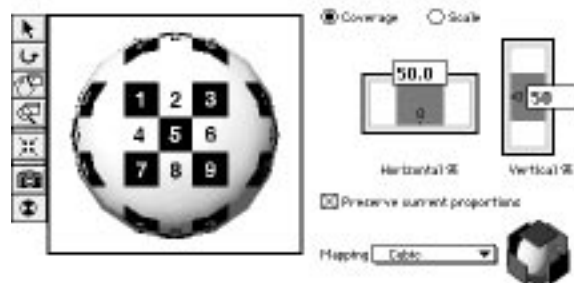 Coverage Scale
50.0
50
1 2 3
4 5 6
7 8 9
Horizontal % Vertical %
Preserve current proportions
Mapping Cubic